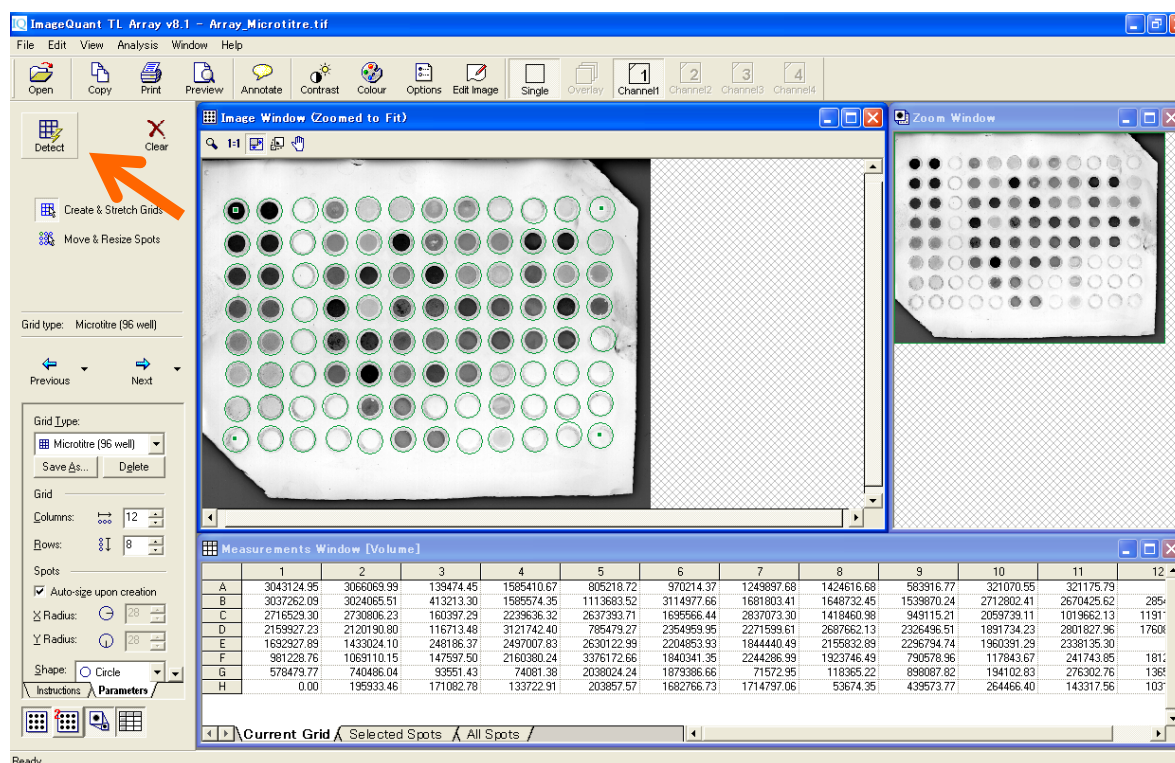 ImageQuant TL Array v8.1 - Array_Microtitre.tif
File Edit View Analysis Window Help
Open Copy Print Preview Annotate Contrast Colour Options Edit Image Single Overlay Channel1 Channel2 Channel3 Channel4
Detect Clear
Create & Stretch Grids
Move & Resize Spots
Grid type: Microtitre (96 well)
Previous Next
Grid Type:
Microtitre (96 well)
Save As... Delete
Grid
Columns: 12
Rows: 8
Spots
Auto-size upon creation
X Radius: 28
Y Radius: 28
Shape: Circle
Instructions Parameters
Image Window (Zoomed to Fit)
1:1
Zoom Window
Measurements Window [Volume]
1 2 3 4 5 6 7 8 9 10 11 12
A 3043124.95 3066069.99 139474.45 1585410.67 805218.72 970214.37 1249897.68 1424616.68 583916.77 321070.55 321175.79
B 3037262.09 3024065.51 413213.30 1585574.35 1113683.52 3114977.66 1681803.41 1648732.45 1539870.24 2712802.41 2670425.62 2854
C 2716529.30 2730806.23 160397.29 2239636.32 2637393.71 1695566.44 2837073.30 1418460.98 949115.21 2059739.11 1019662.13 1191
D 2159927.23 2120190.80 116713.48 3121742.40 785479.27 2354959.95 2271599.61 2687662.13 2326496.51 1891734.23 2801827.96 17608
E 1692927.89 1433024.10 248186.37 2497007.83 2630122.99 2204853.93 1844440.49 2155832.89 2296794.74 1960391.29 2338135.30
F 981228.76 1069110.15 147597.50 2160380.24 3376172.66 1840341.35 2244286.99 1923746.49 790578.96 117843.67 241743.85 181
G 578479.77 740486.04 93551.43 74081.38 2038024.24 1879386.66 71572.95 118365.22 898087.82 194102.83 276302.76 136
H 0.00 195933.46 171082.78 133722.91 203857.57 1682766.73 1714797.06 53674.35 439573.77 264466.40 143317.56 103
Current Grid Selected Spots All Spots
Ready